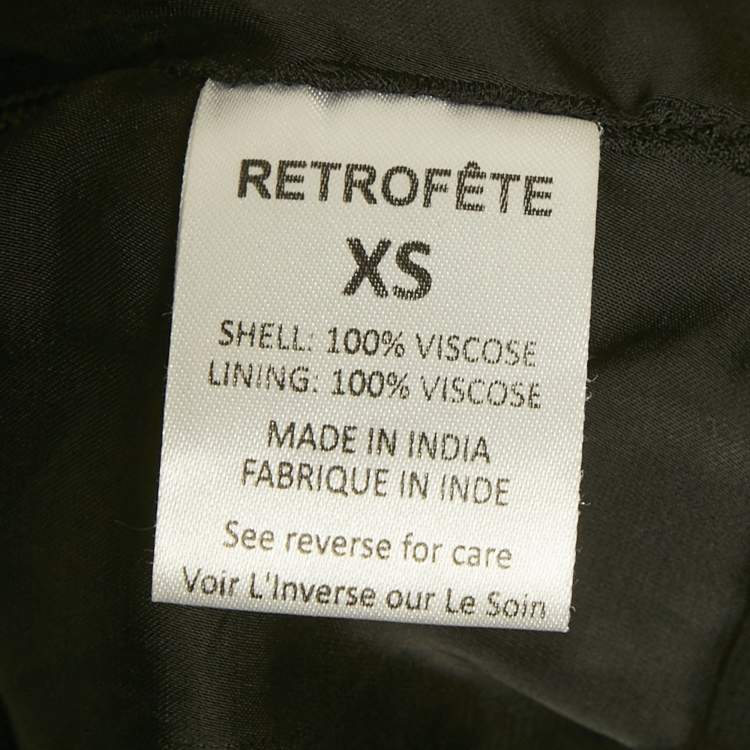 RETROFÊTE
XS
SHELL: 100% VISCOSE
LINING: 100% VISCOSE
MADE IN INDIA
FABRIQUE IN INDE
See reverse for care
Voir L'Inverse our Le Soin